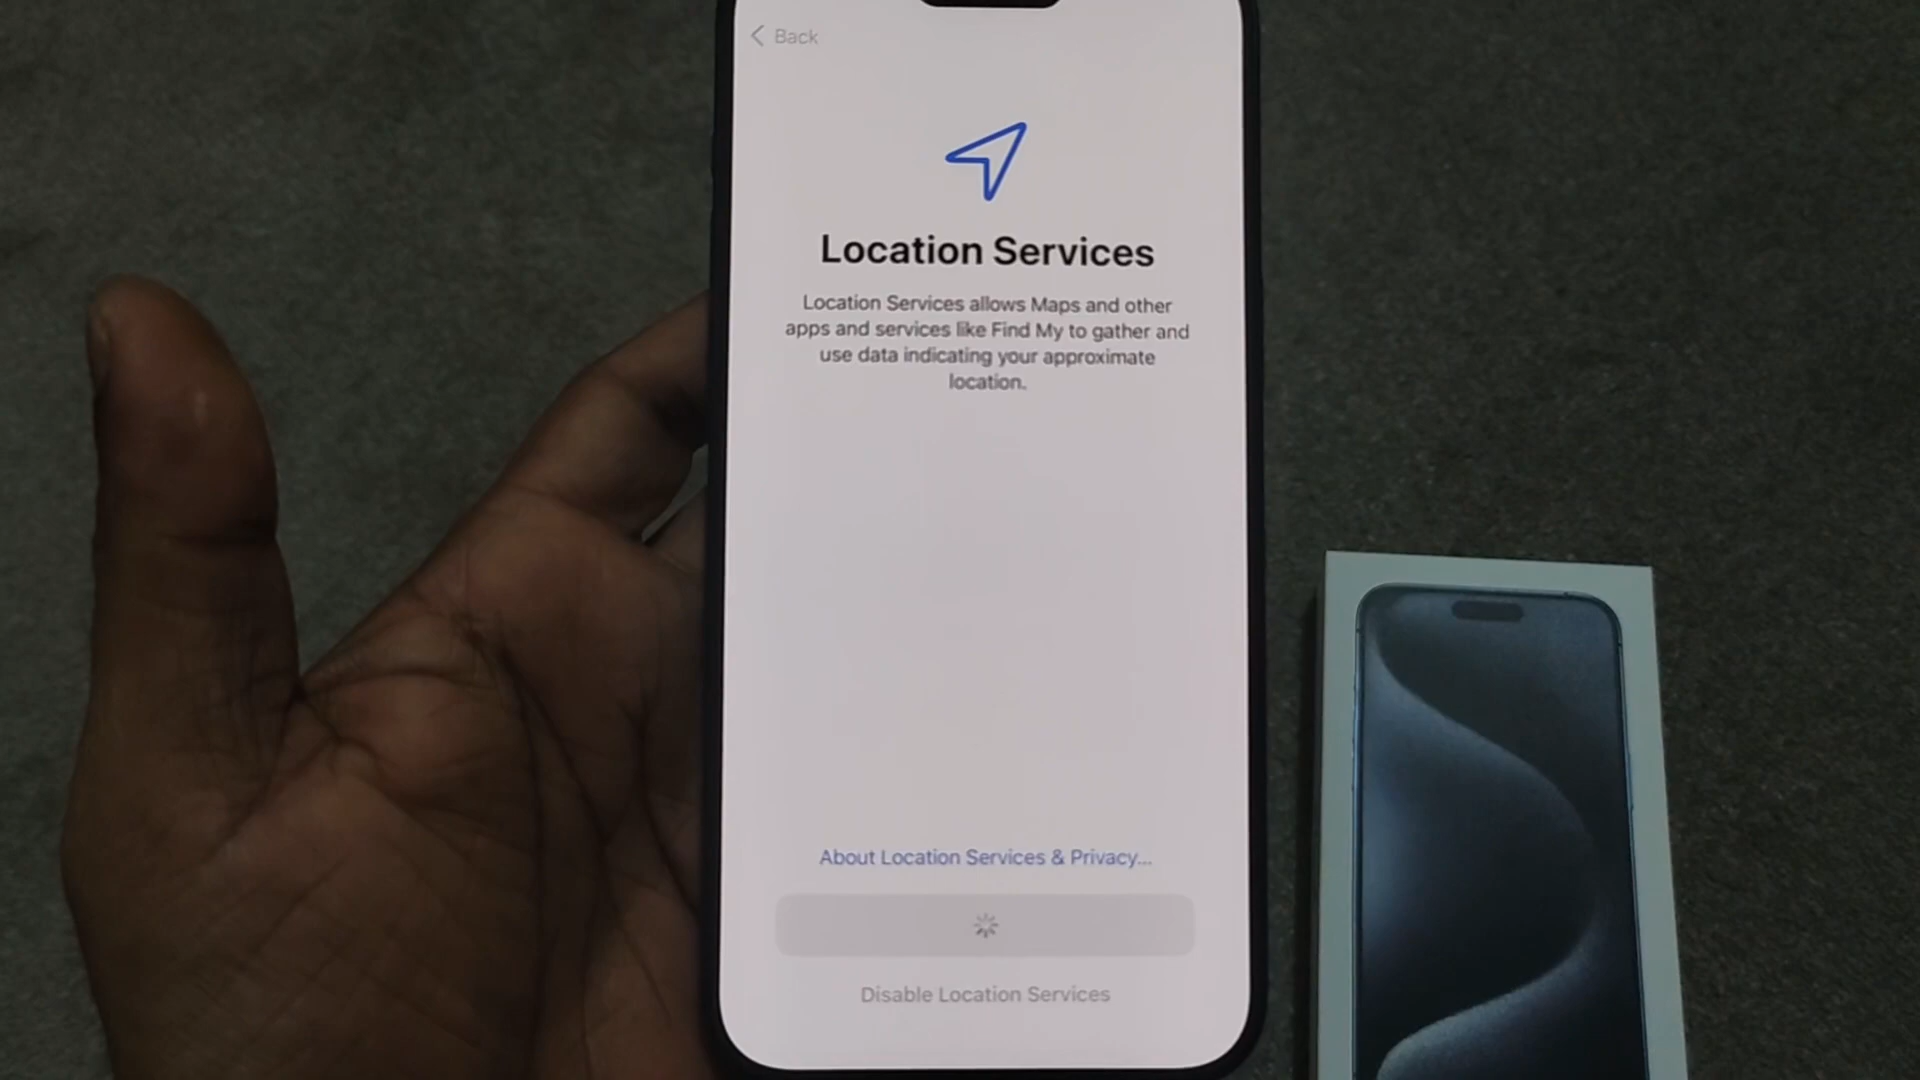 Back
Location Services
Location Services allows Maps and other
apps and services like Find My to gather and
use data indicating your approximate
location.
About Location Services & Privacy...
Disable Location Services